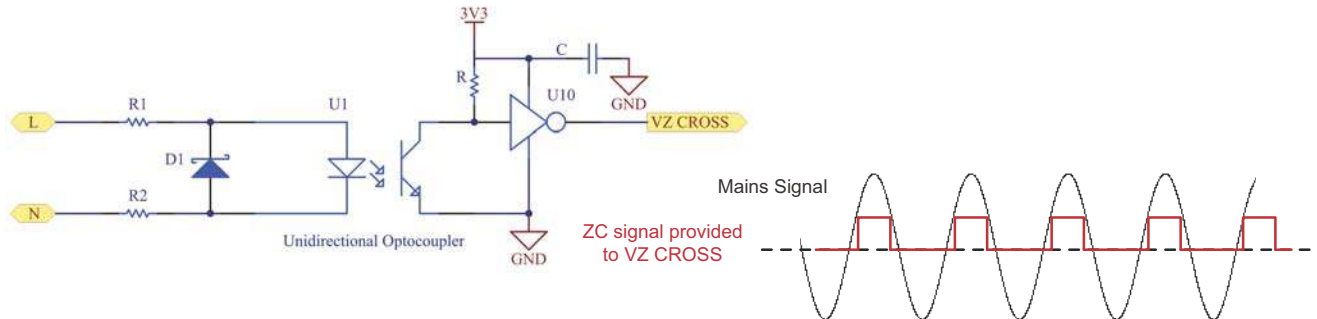 3V3
C
R
U10
GND
L
R1
U1
VZ CROSS
D1
N
R2
Unidirectional Optocoupler
GND
Mains Signal
ZC signal provided
to VZ CROSS